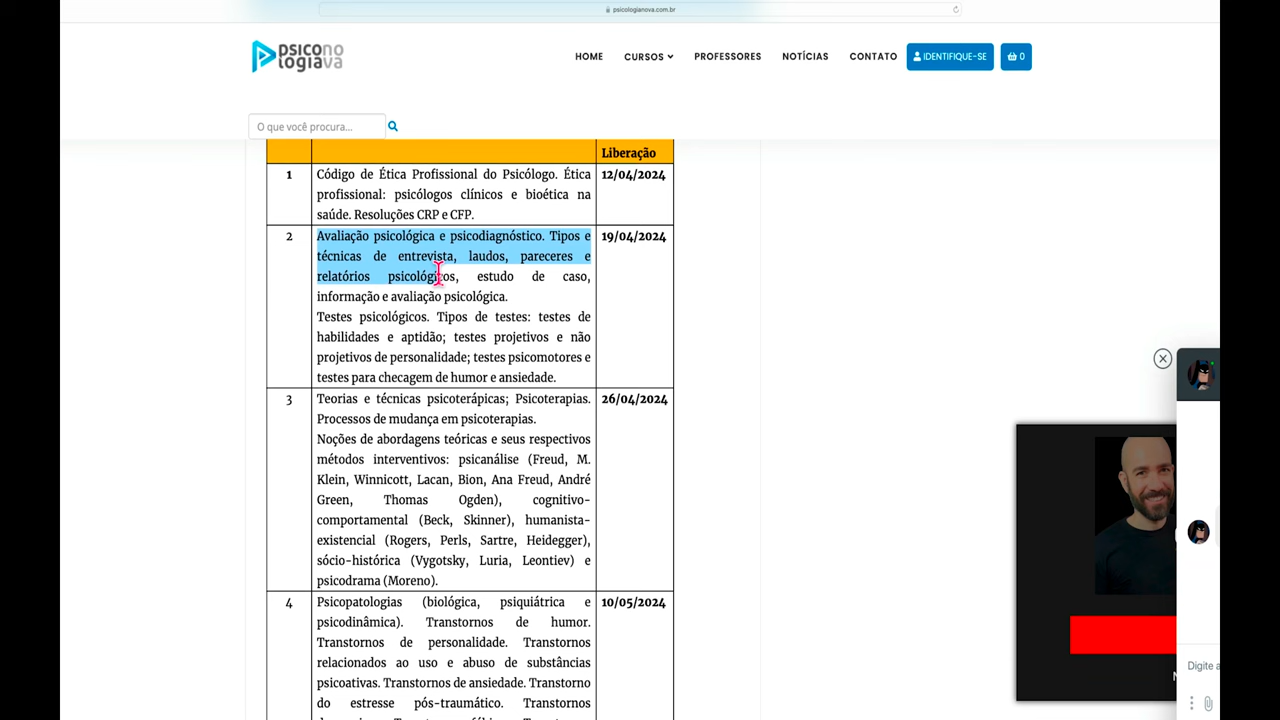 psicologianova.com.br
psicono
logiava
HOME
CURSOS
PROFESSORES
NOTÍCIAS
CONTATO
IDENTIFIQUE-SE
0
O que você procura...
Liberação
1
Código de Ética Profissional do Psicólogo. Ética
profissional: psicólogos clínicos e bioética na
saúde. Resoluções CRP e CFP.
12/04/2024
2
Avaliação psicológica e psicodiagnóstico. Tipos e
técnicas de entrevista, laudos, pareceres e
relatórios psicológicos, estudo de caso,
informação e avaliação psicológica.
Testes psicológicos. Tipos de testes: testes de
habilidades e aptidão; testes projetivos e não
projetivos de personalidade; testes psicomotores e
testes para checagem de humor e ansiedade.
19/04/2024
3
Teorias e técnicas psicoterápicas; Psicoterapias.
Processos de mudança em psicoterapias.
Noções de abordagens teóricas e seus respectivos
métodos interventivos: psicanálise (Freud, M.
Klein, Winnicott, Lacan, Bion, Ana Freud, André
Green, Thomas Ogden), cognitivo-
comportamental (Beck, Skinner), humanista-
existencial (Rogers, Perls, Sartre, Heidegger),
sócio-histórica (Vygotsky, Luria, Leontiev) e
psicodrama (Moreno).
26/04/2024
4
Psicopatologias (biológica, psiquiátrica e
psicodinâmica). Transtornos de humor.
Transtornos de personalidade. Transtornos
relacionados ao uso e abuso de substâncias
psicoativas. Transtornos de ansiedade. Transtorno
do estresse pós-traumático. Transtornos
10/05/2024
Digite a